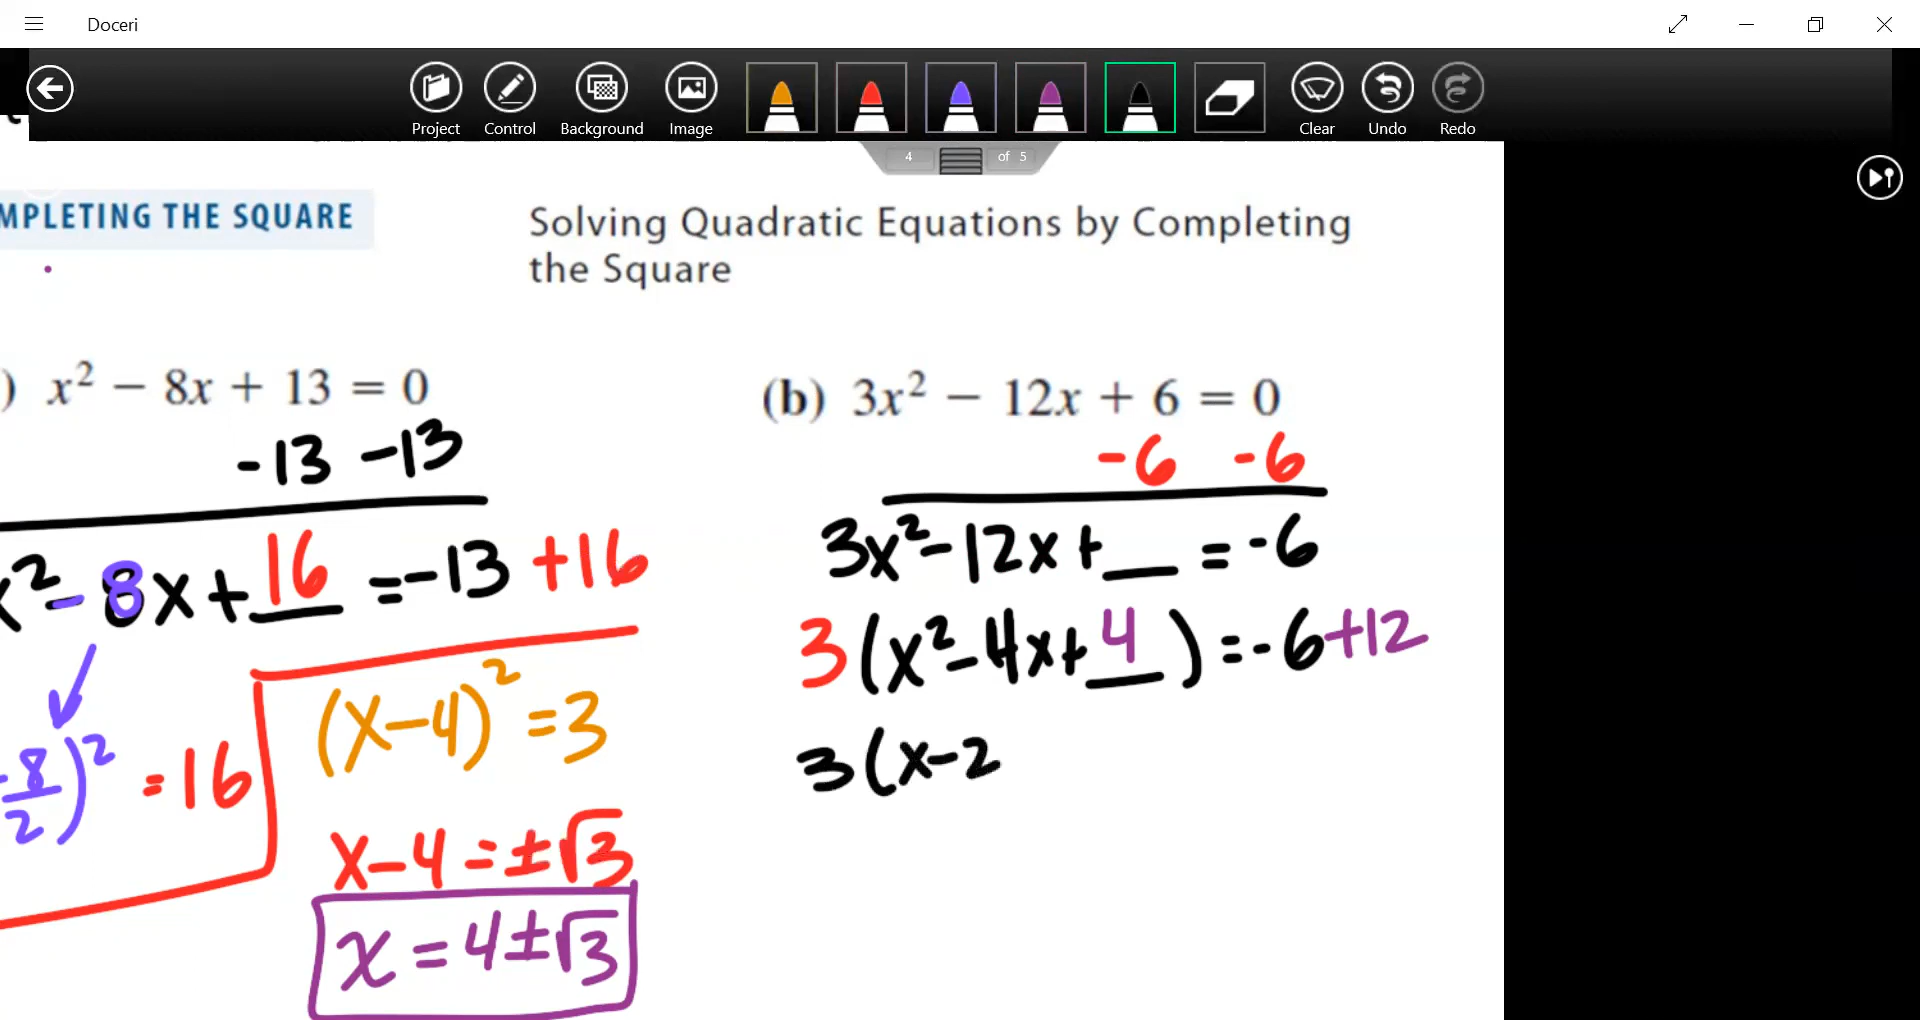 Doceri
Project Control Background Image Clear Undo Redo
4 of 5
MPLETING THE SQUARE
Solving Quadratic Equations by Completing
the Square
) x² − 8x + 13 = 0
-13 -13
x² - 8x + 16 = -13 +16
-8/2)² = 16
(x-4)² = 3
x-4 = ±√3
x = 4±√3
(b) 3x² − 12x + 6 = 0
-6 -6
3x² - 12x + __ = -6
3(x² - 4x + 4) = -6 +12
3(x-2